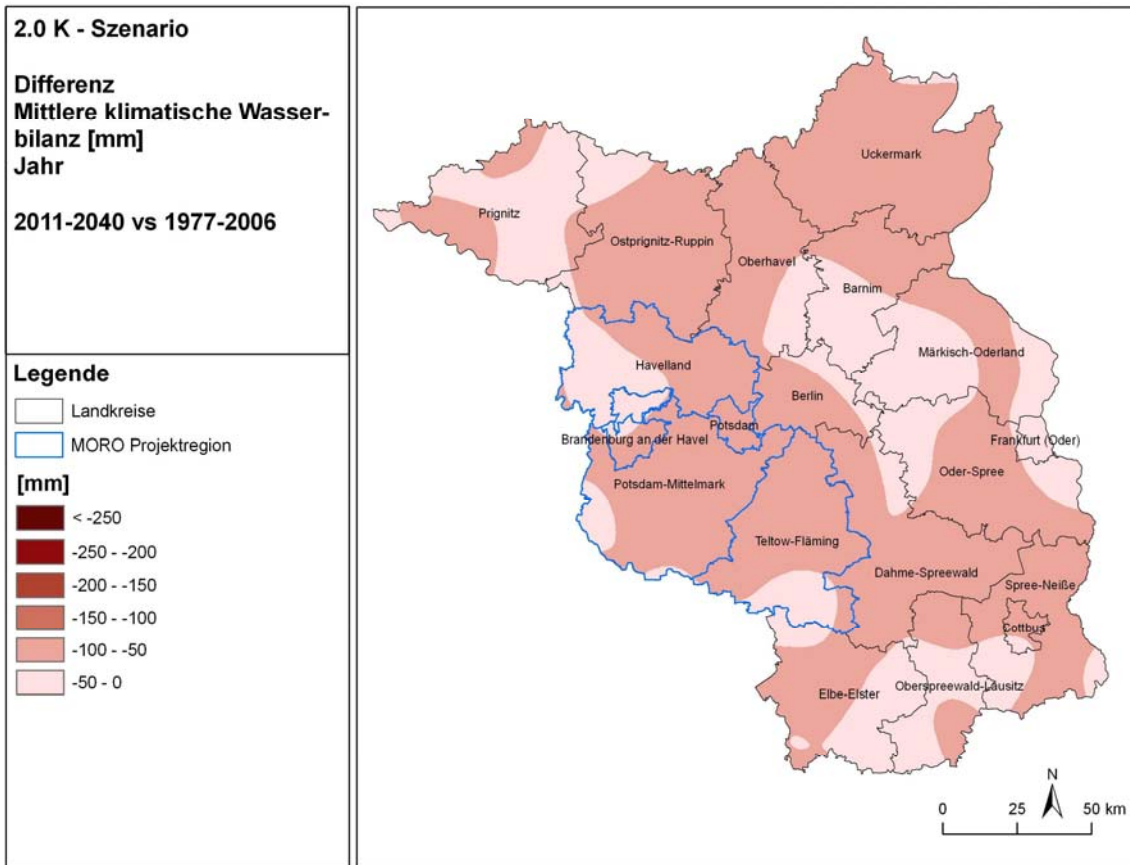 2.0 K - Szenario
Differenz
Mittlere klimatische Wasser-
bilanz [mm]
Jahr
2011-2040 vs 1977-2006
Legende
Landkreise
MORO Projektregion
[mm]
< -250
-250 - -200
-200 - -150
-150 - -100
-100 - -50
-50 - 0
Uckermark
Prignitz
Ostprignitz-Ruppin
Oberhavel
Barnim
Märkisch-Oderland
Havelland
Berlin
Potsdam
Brandenburg an der Havel
Frankfurt (Oder)
Oder-Spree
Potsdam-Mittelmark
Teltow-Fläming
Dahme-Spreewald
Spree-Neiße
Cottbus
Elbe-Elster
Oberspreewald-Lausitz
N
0 25 50 km